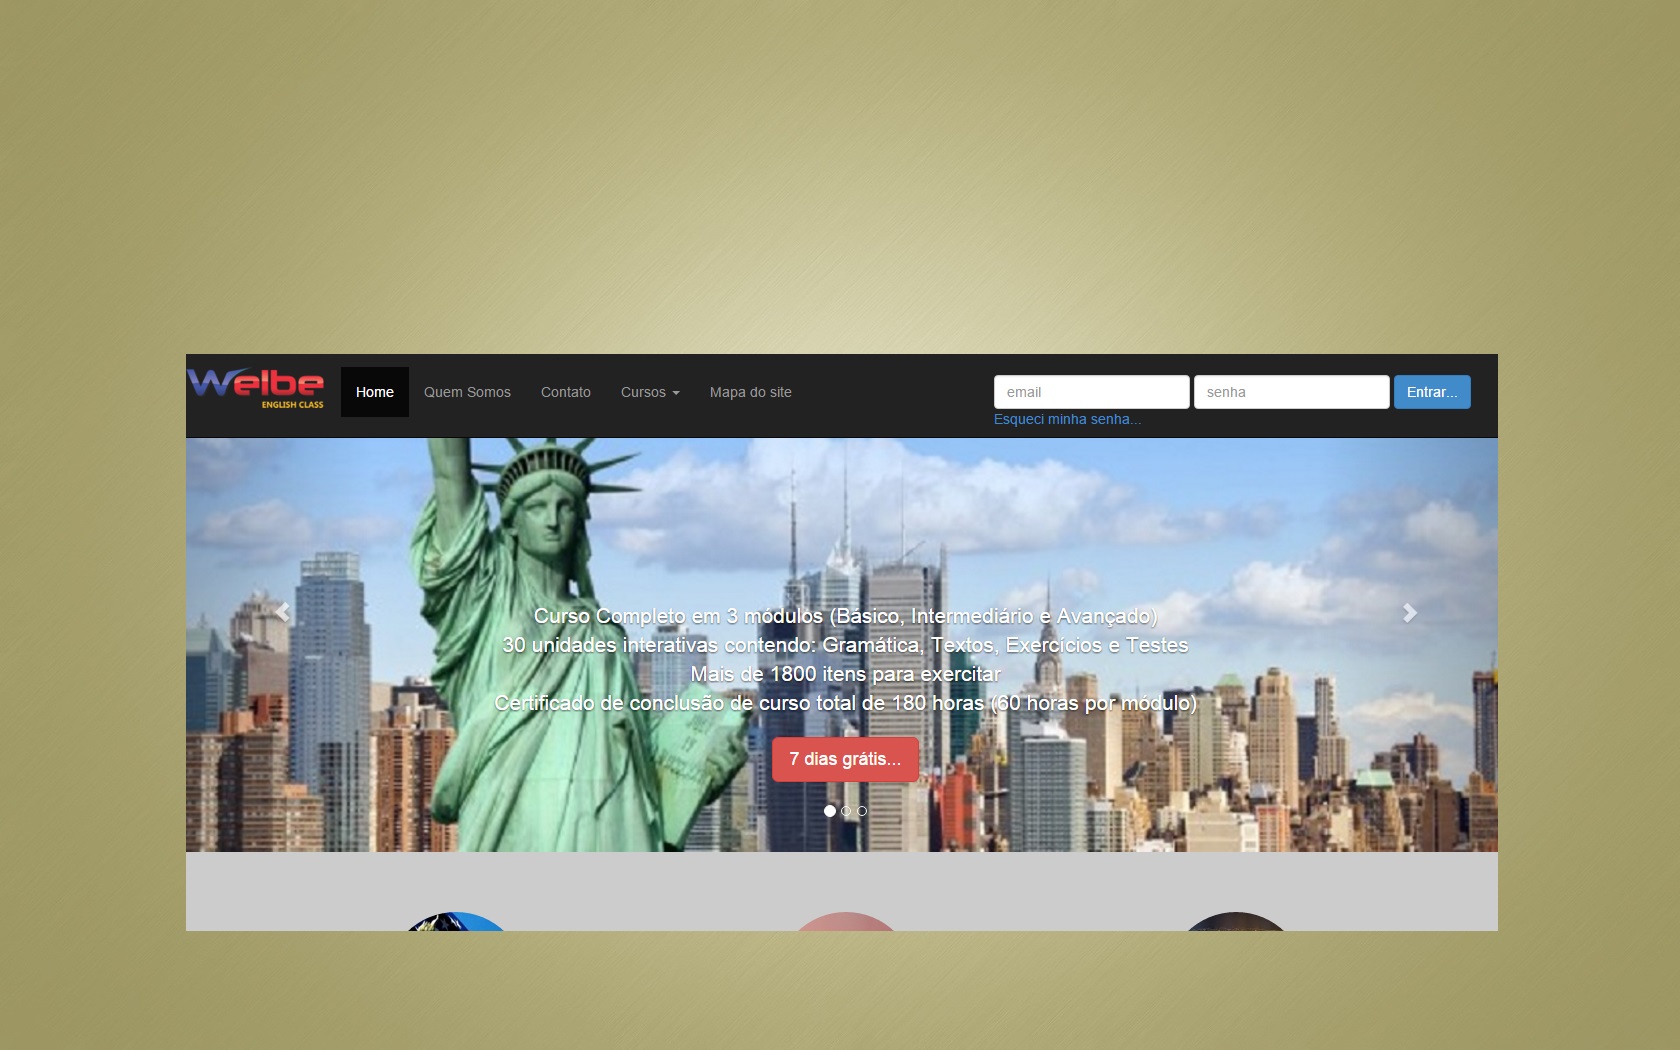 Welbe
ENGLISH CLASS
Home
Quem Somos
Contato
Cursos
Mapa do site
email
senha
Entrar...
Esqueci minha senha...
Curso Completo em 3 módulos (Básico, Intermediário e Avançado)
30 unidades interativas contendo: Gramática, Textos, Exercícios e Testes
Mais de 1800 itens para exercitar
Certificado de conclusão de curso total de 180 horas (60 horas por módulo)
7 dias grátis...